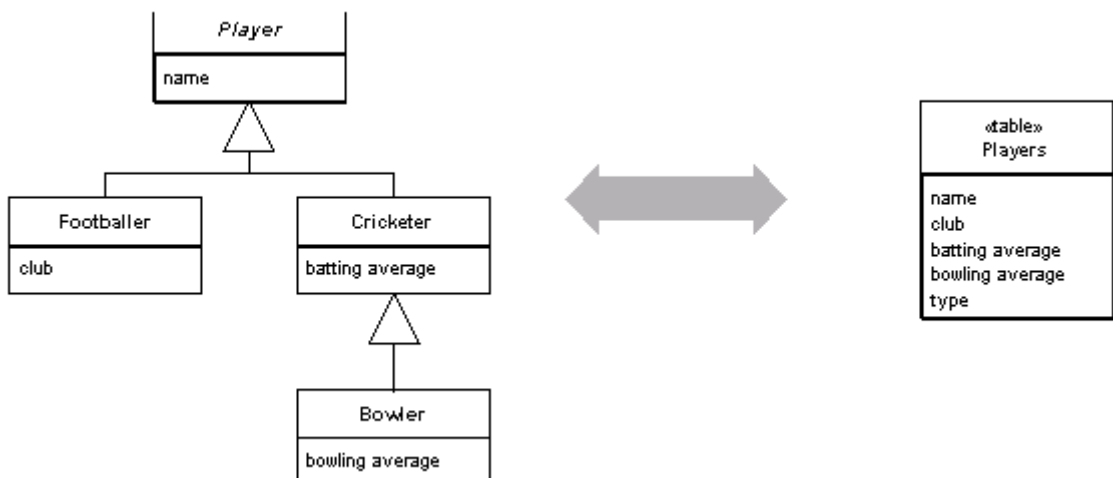 Player
name
Footballer
club
Cricketer
batting average
Bowler
bowling average
«table»
Players
name
club
batting average
bowling average
type